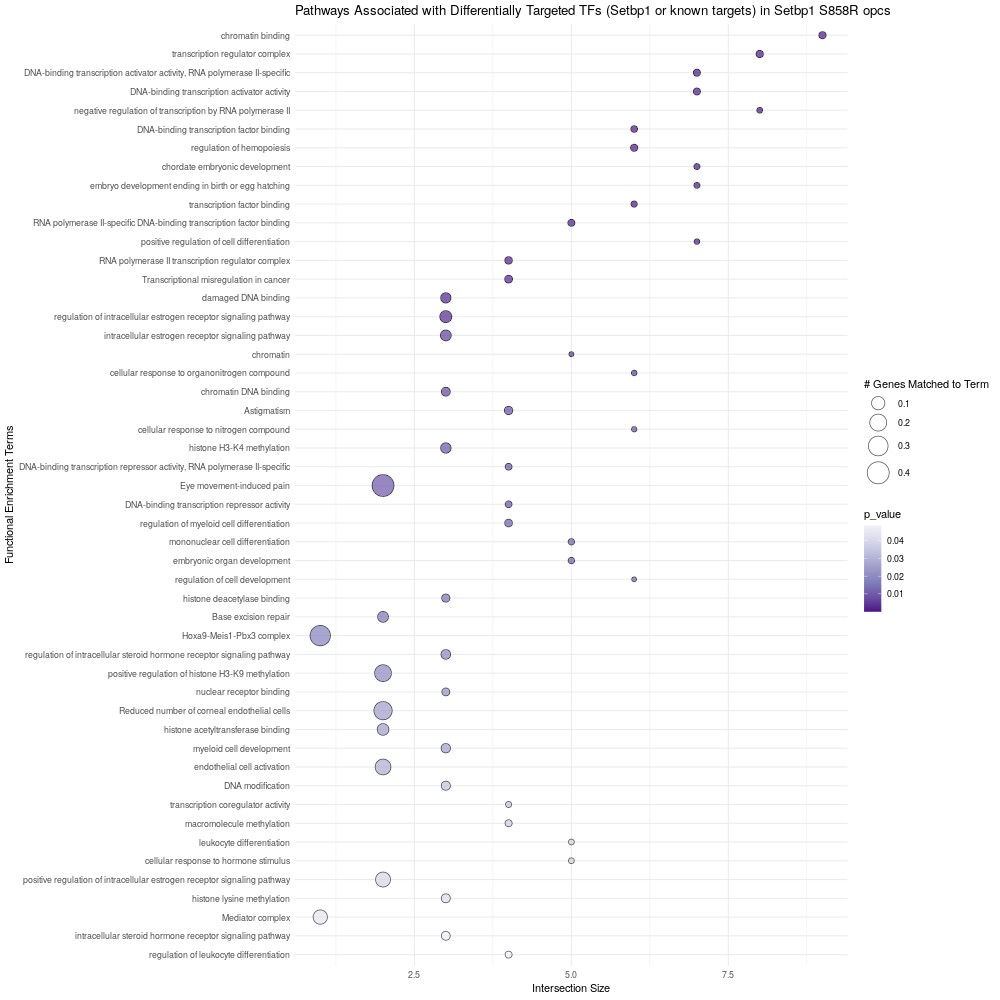 Pathways Associated with Differentially Targeted TFs (Setbp1 or known targets) in Setbp1 S858R opcs
chromatin binding
transcription regulator complex
DNA-binding transcription activator activity, RNA polymerase II-specific
DNA-binding transcription activator activity
negative regulation of transcription by RNA polymerase II
DNA-binding transcription factor binding
regulation of hemopoiesis
chordate embryonic development
embryo development ending in birth or egg hatching
transcription factor binding
RNA polymerase II-specific DNA-binding transcription factor binding
positive regulation of cell differentiation
RNA polymerase II transcription regulator complex
Transcriptional misregulation in cancer
damaged DNA binding
regulation of intracellular estrogen receptor signaling pathway
intracellular estrogen receptor signaling pathway
chromatin
cellular response to organonitrogen compound
chromatin DNA binding
Astigmatism
cellular response to nitrogen compound
histone H3-K4 methylation
DNA-binding transcription repressor activity, RNA polymerase II-specific
Eye movement-induced pain
DNA-binding transcription repressor activity
regulation of myeloid cell differentiation
mononuclear cell differentiation
embryonic organ development
regulation of cell development
histone deacetylase binding
Base excision repair
Hoxa9-Meis1-Pbx3 complex
regulation of intracellular steroid hormone receptor signaling pathway
positive regulation of histone H3-K9 methylation
nuclear receptor binding
Reduced number of corneal endothelial cells
histone acetyltransferase binding
myeloid cell development
endothelial cell activation
DNA modification
transcription coregulator activity
macromolecule methylation
leukocyte differentiation
cellular response to hormone stimulus
positive regulation of intracellular estrogen receptor signaling pathway
histone lysine methylation
Mediator complex
intracellular steroid hormone receptor signaling pathway
regulation of leukocyte differentiation
Functional Enrichment Terms
2.5
5.0
7.5
Intersection Size
# Genes Matched to Term
0.1
0.2
0.3
0.4
p_value
0.04
0.03
0.02
0.01